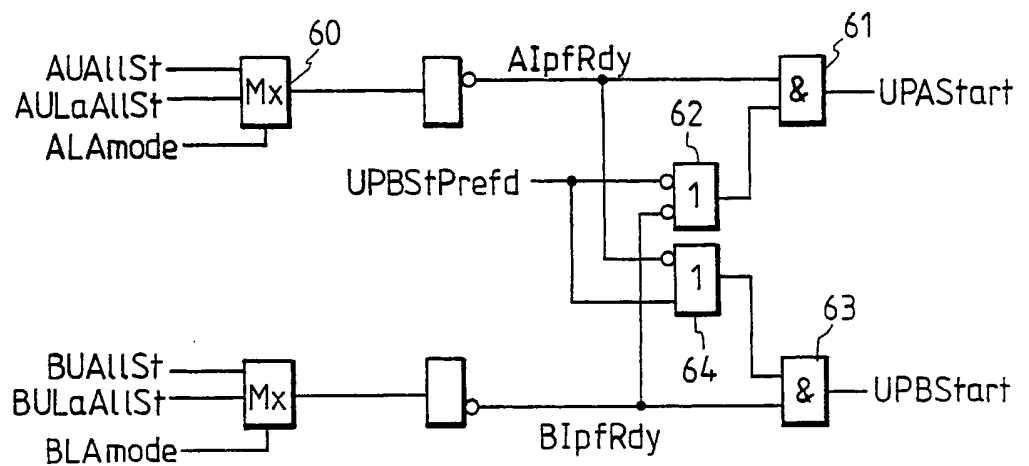 60
61
AUAllSt
AULaAllSt
Mx
AIpfRdy
&
UPAStart
ALAmode
62
UPBStPrefd
1
1
64
63
BUAllSt
BULaAllSt
Mx
&
UPBStart
BLAmode
BIpfRdy